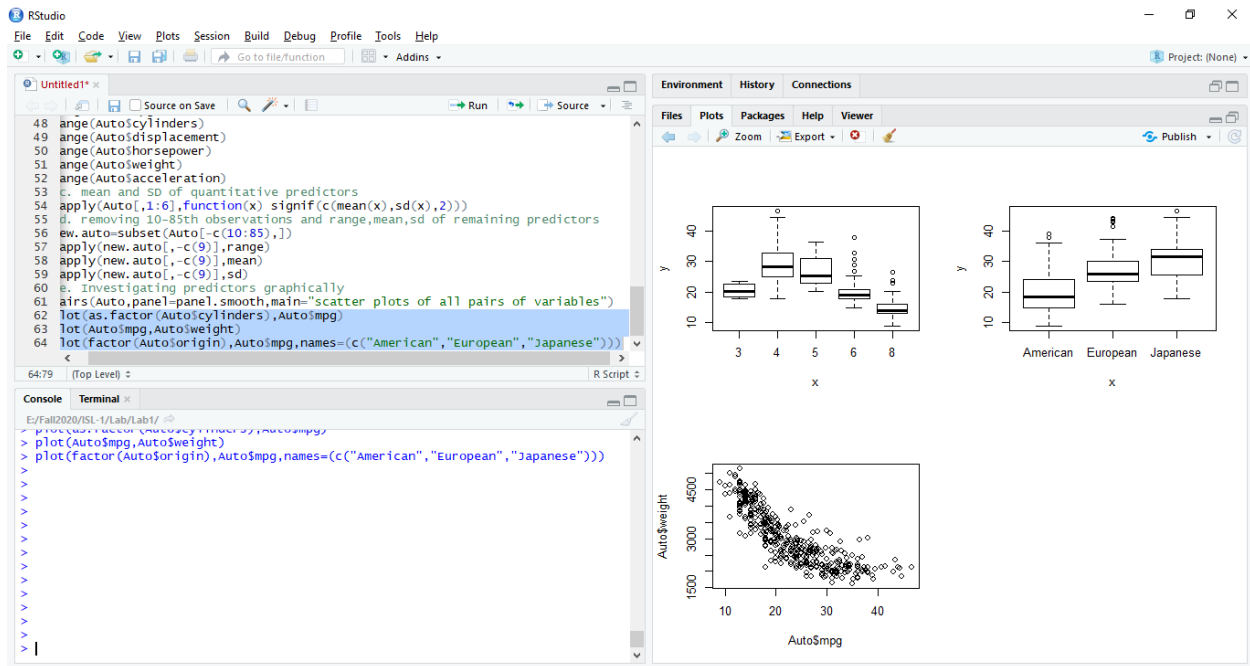 RStudio
File Edit Code View Plots Session Build Debug Profile Tools Help
Go to file/function Addins Project: (None)
Untitled1*
Source on Save Run Source
48 ange(Auto$cylinders)
49 ange(Auto$displacement)
50 ange(Auto$horsepower)
51 ange(Auto$weight)
52 ange(Auto$acceleration)
53 c. mean and SD of quantitative predictors
54 apply(Auto[,1:6],function(x) signif(c(mean(x),sd(x),2)))
55 d. removing 10-85th observations and range,mean,sd of remaining predictors
56 ew.auto=subset(Auto[-c(10:85),])
57 apply(new.auto[,-c(9)],range)
58 apply(new.auto[,-c(9)],mean)
59 apply(new.auto[,-c(9)],sd)
60 e. Investigating predictors graphically
61 airs(Auto,panel=panel.smooth,main="scatter plots of all pairs of variables")
62 lot(as.factor(Auto$cylinders),Auto$mpg)
63 lot(Auto$mpg,Auto$weight)
64 lot(factor(Auto$origin),Auto$mpg,names=(c("American","European","Japanese")))
64:79 (Top Level) R Script
Console Terminal
E:/Fall2020/ISL-1/Lab/Lab1/
> plot(as.factor(Auto$cylinders),Auto$mpg)
> plot(Auto$mpg,Auto$weight)
> plot(factor(Auto$origin),Auto$mpg,names=(c("American","European","Japanese")))
>
>
>
>
>
>
>
>
>
>
>
>
>
>
Environment History Connections
Files Plots Packages Help Viewer
Zoom Export Publish
y
10 20 30 40
3 4 5 6 8
x
y
10 20 30 40
American European Japanese
x
Auto$weight
1500 3000 4500
10 20 30 40
Auto$mpg